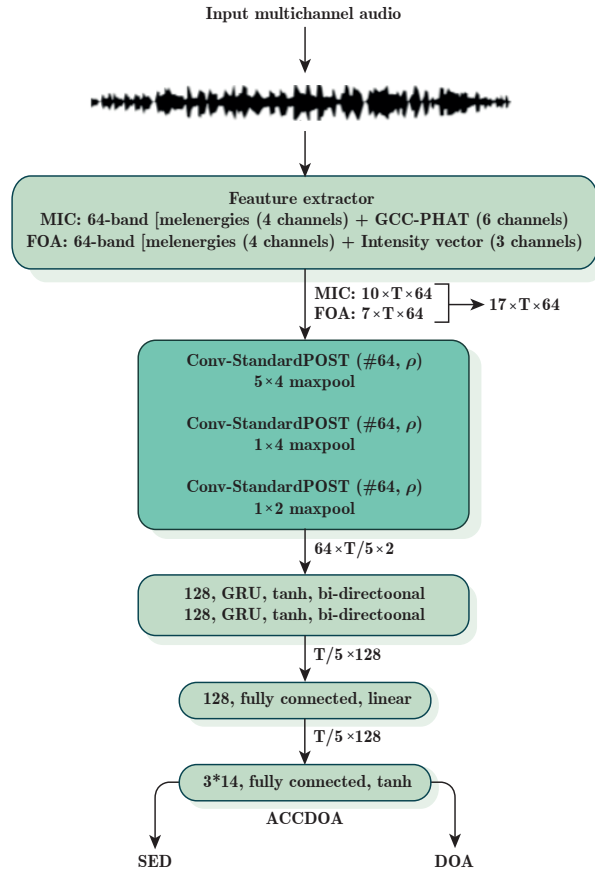 Input multichannel audio
Feauture extractor
MIC: 64-band [melenergies (4 channels) + GCC-PHAT (6 channels)
FOA: 64-band [melenergies (4 channels) + Intensity vector (3 channels)
MIC: 10×T×64
FOA: 7×T×64
17×T×64
Conv-StandardPOST (#64, ρ)
5×4 maxpool
Conv-StandardPOST (#64, ρ)
1×4 maxpool
Conv-StandardPOST (#64, ρ)
1×2 maxpool
64×T/5×2
128, GRU, tanh, bi-directoonal
128, GRU, tanh, bi-directoonal
T/5×128
128, fully connected, linear
T/5×128
3*14, fully connected, tanh
ACCDOA
SED
DOA